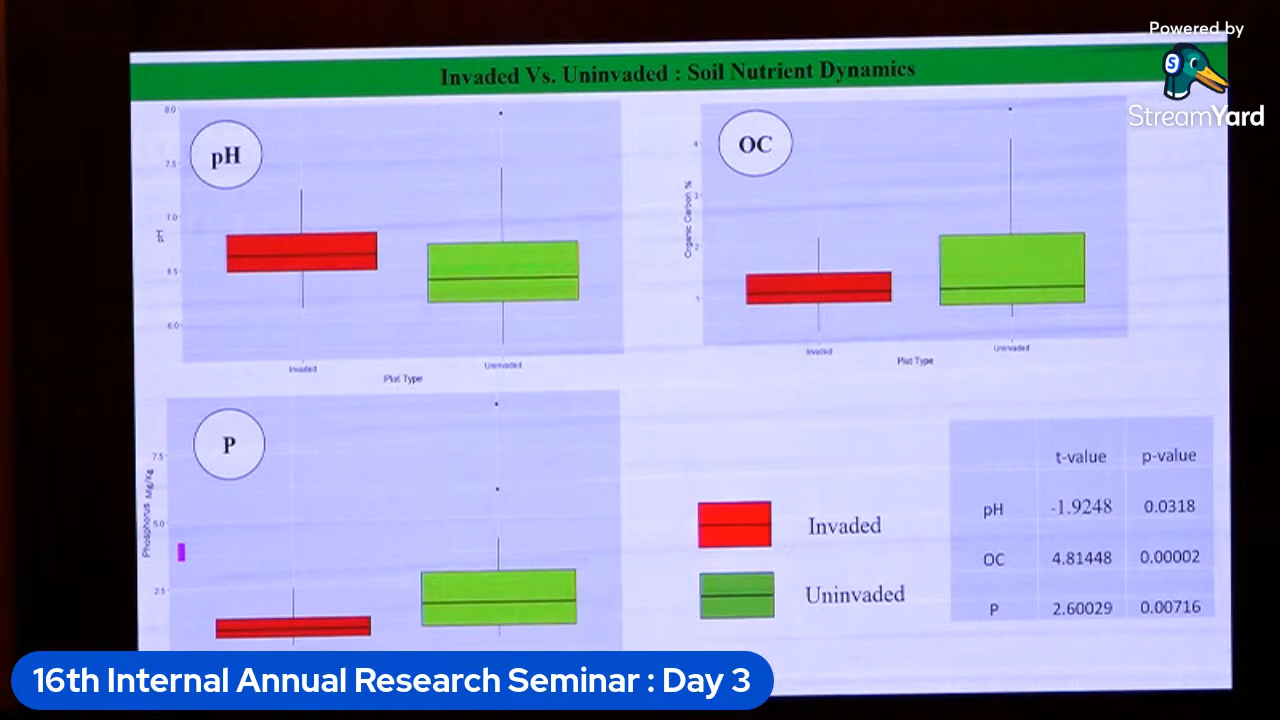 Powered by
StreamYard
Invaded Vs. Uninvaded : Soil Nutrient Dynamics
pH
8.0
7.5
7.0
6.5
6.0
pH
Invaded
Uninvaded
Plot Type
OC
4
3
2
1
Organic Carbon %
Invaded
Uninvaded
Plot Type
P
7.5
5.0
2.5
Phosphorus Mg/Kg
Invaded
Uninvaded
t-value p-value
pH -1.9248 0.0318
OC 4.81448 0.00002
P 2.60029 0.00716
16th Internal Annual Research Seminar : Day 3